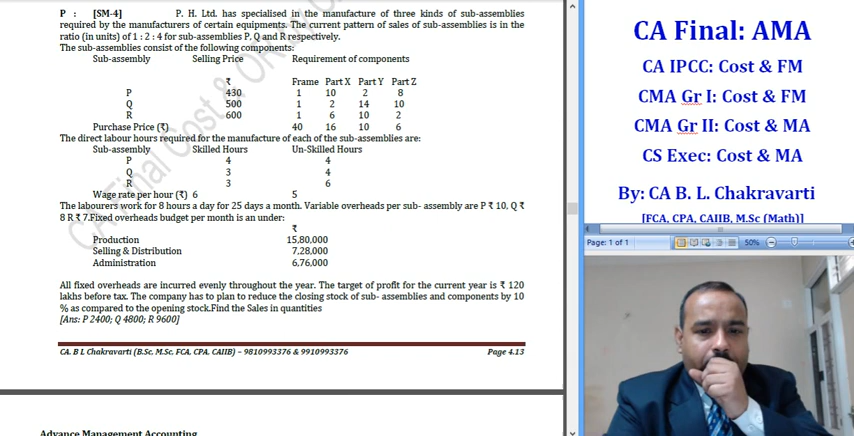 P : [SM-4] P. H. Ltd. has specialised in the manufacture of three kinds of sub-assemblies
required by the manufacturers of certain equipments. The current pattern of sales of sub-assemblies is in the
ratio (in units) of 1 : 2 : 4 for sub-assemblies P, Q and R respectively.
The sub-assemblies consist of the following components:
Sub-assembly Selling Price Requirement of components
₹ Frame Part X Part Y Part Z
P 430 1 10 2 8
Q 500 1 2 14 10
R 600 1 6 10 2
Purchase Price (₹) 40 16 10 6
The direct labour hours required for the manufacture of each of the sub-assemblies are:
Sub-assembly Skilled Hours Un-Skilled Hours
P 4 4
Q 3 4
R 3 6
Wage rate per hour (₹) 6 5
The labourers work for 8 hours a day for 25 days a month. Variable overheads per sub- assembly are P ₹ 10, Q ₹
8 R ₹ 7.Fixed overheads budget per month is an under:
₹
Production 15,80,000
Selling & Distribution 7,28,000
Administration 6,76,000
All fixed overheads are incurred evenly throughout the year. The target of profit for the current year is ₹ 120
lakhs before tax. The company has to plan to reduce the closing stock of sub- assemblies and components by 10
% as compared to the opening stock.Find the Sales in quantities
[Ans: P 2400; Q 4800; R 9600]
CA. B L Chakravarti (B.Sc. M.Sc. FCA. CPA. CAIIB) – 9810993376 & 9910993376 Page 4.13
Advance Management Accounting
CA Final: AMA
CA IPCC: Cost & FM
CMA Gr I: Cost & FM
CMA Gr II: Cost & MA
CS Exec: Cost & MA
By: CA B. L. Chakravarti
[FCA, CPA, CAIIB, M.Sc (Math)]
Page: 1 of 1 50%